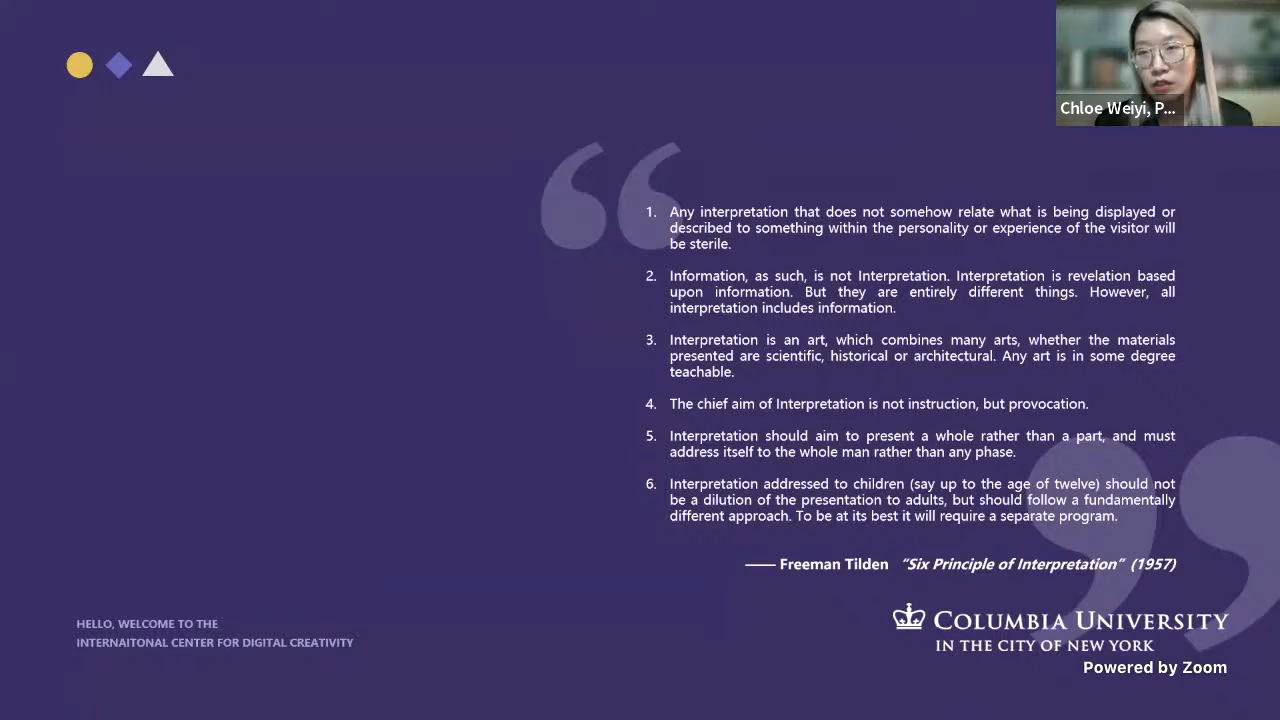 Chloe Weiyi, P...
1. Any interpretation that does not somehow relate what is being displayed or
described to something within the personality or experience of the visitor will
be sterile.
2. Information, as such, is not Interpretation. Interpretation is revelation based
upon information. But they are entirely different things. However, all
interpretation includes information.
3. Interpretation is an art, which combines many arts, whether the materials
presented are scientific, historical or architectural. Any art is in some degree
teachable.
4. The chief aim of Interpretation is not instruction, but provocation.
5. Interpretation should aim to present a whole rather than a part, and must
address itself to the whole man rather than any phase.
6. Interpretation addressed to children (say up to the age of twelve) should not
be a dilution of the presentation to adults, but should follow a fundamentally
different approach. To be at its best it will require a separate program.
—— Freeman Tilden “Six Principle of Interpretation” (1957)
HELLO, WELCOME TO THE
INTERNAITONAL CENTER FOR DIGITAL CREATIVITY
COLUMBIA UNIVERSITY
IN THE CITY OF NEW YORK
Powered by Zoom